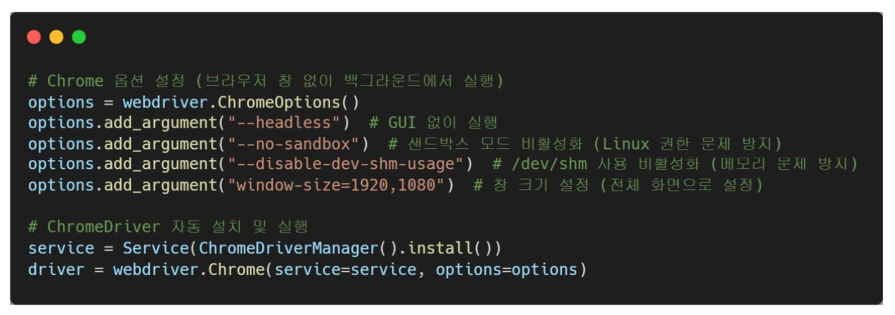 # Chrome 옵션 설정 (브라우저 창 없이 백그라운드에서 실행)
options = webdriver.ChromeOptions()
options.add_argument("--headless")  # GUI 없이 실행
options.add_argument("--no-sandbox")  # 샌드박스 모드 비활성화 (Linux 권한 문제 방지)
options.add_argument("--disable-dev-shm-usage")  # /dev/shm 사용 비활성화 (메모리 문제 방지)
options.add_argument("window-size=1920,1080")  # 창 크기 설정 (전체 화면으로 설정)
# ChromeDriver 자동 설치 및 실행
service = Service(ChromeDriverManager().install())
driver = webdriver.Chrome(service=service, options=options)